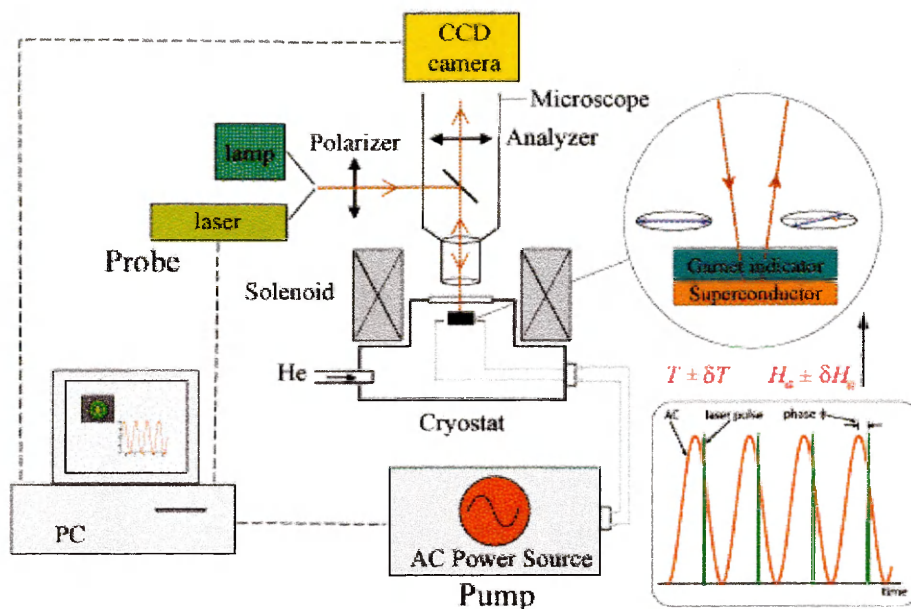 CCD
camera
Microscope
Analyzer
Polarizer
lamp
laser
Probe
Solenoid
Garnet indicator
Superconductor
He
Cryostat
T ± δT
Hₐ ± δHₐ
AC
laser pulse
phase ϕ
PC
AC Power Source
Pump
time